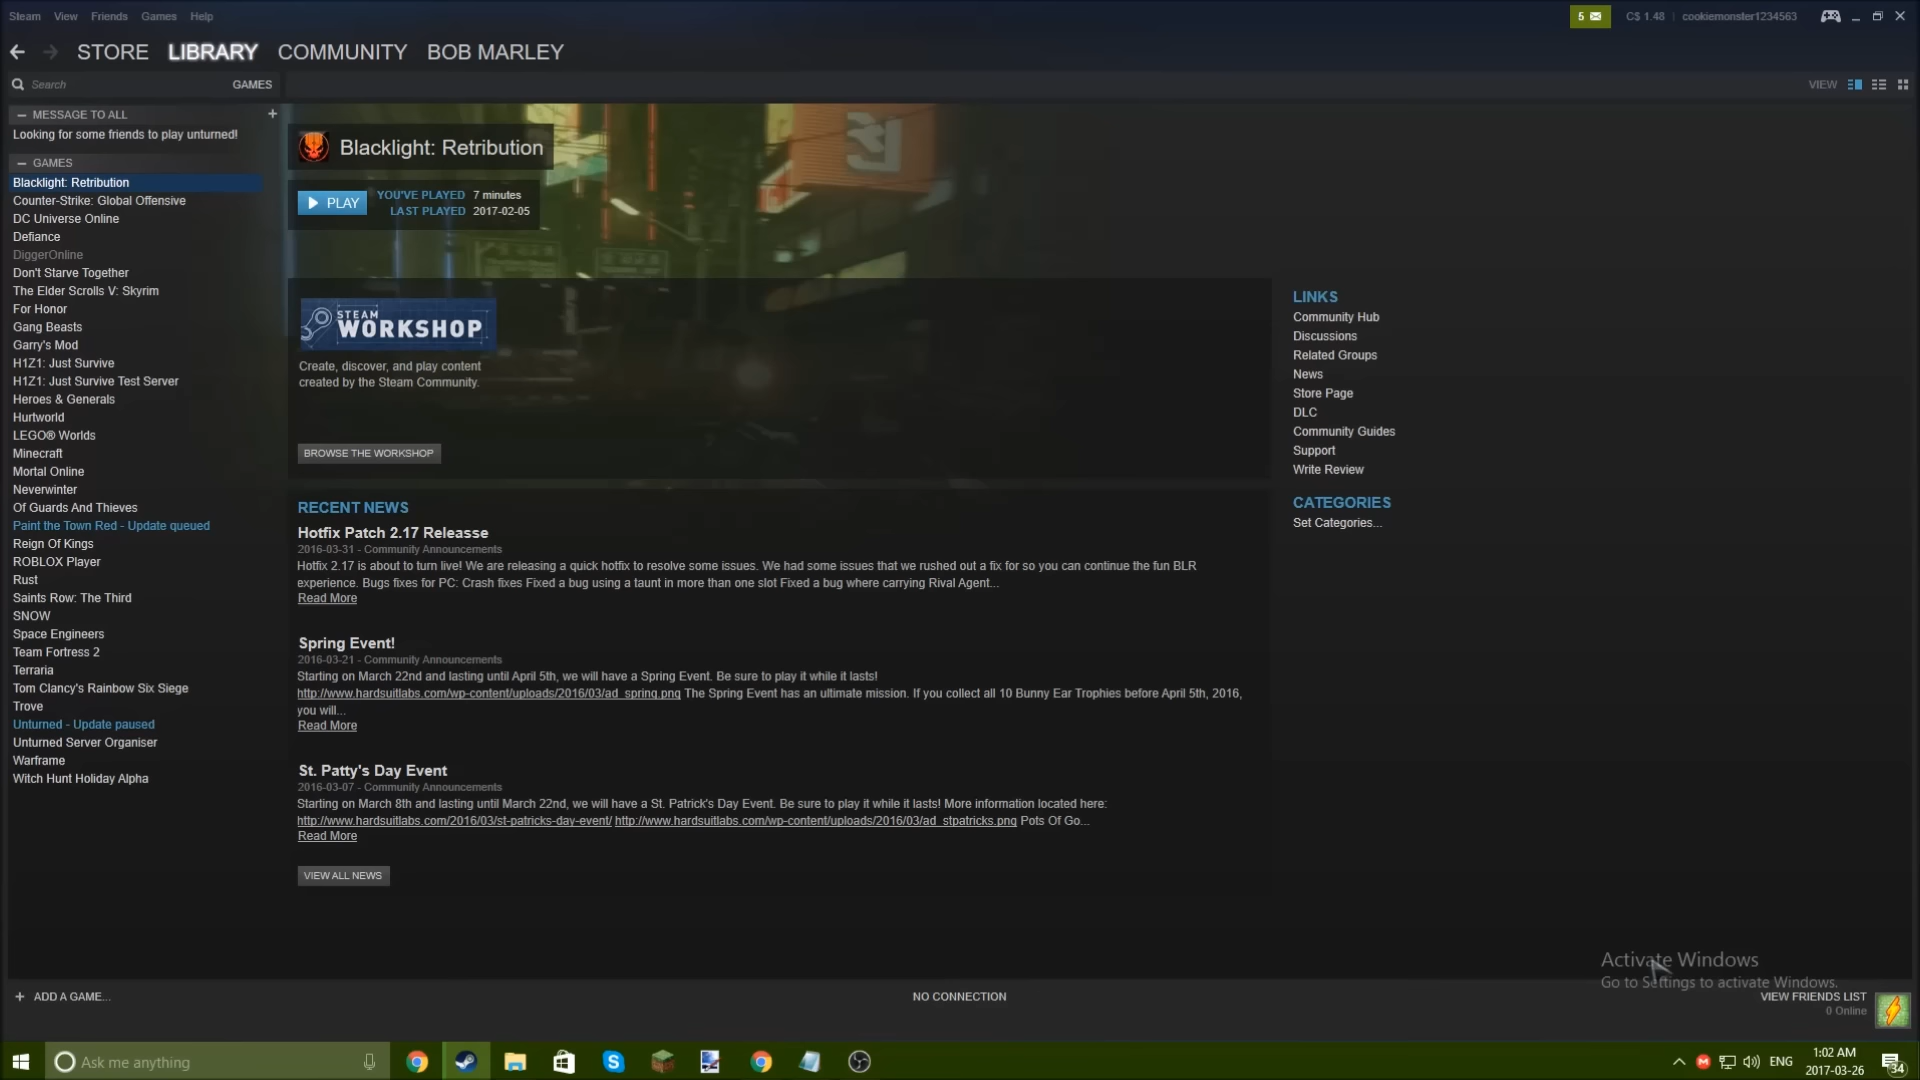 Steam View Friends Games Help
5 C$ 1.48 cookiemonster1234563
STORE LIBRARY COMMUNITY BOB MARLEY
Search GAMES VIEW
MESSAGE TO ALL
Looking for some friends to play unturned!
GAMES
Blacklight: Retribution
Counter-Strike: Global Offensive
DC Universe Online
Defiance
DiggerOnline
Don't Starve Together
The Elder Scrolls V: Skyrim
For Honor
Gang Beasts
Garry's Mod
H1Z1: Just Survive
H1Z1: Just Survive Test Server
Heroes & Generals
Hurtworld
LEGO® Worlds
Minecraft
Mortal Online
Neverwinter
Of Guards And Thieves
Paint the Town Red - Update queued
Reign Of Kings
ROBLOX Player
Rust
Saints Row: The Third
SNOW
Space Engineers
Team Fortress 2
Terraria
Tom Clancy's Rainbow Six Siege
Trove
Unturned - Update paused
Unturned Server Organiser
Warframe
Witch Hunt Holiday Alpha
Blacklight: Retribution
PLAY
YOU'VE PLAYED 7 minutes
LAST PLAYED 2017-02-05
STEAM
WORKSHOP
Create, discover, and play content
created by the Steam Community.
BROWSE THE WORKSHOP
RECENT NEWS
Hotfix Patch 2.17 Releasse
2016-03-31 - Community Announcements
Hotfix 2.17 is about to turn live! We are releasing a quick hotfix to resolve some issues. We had some issues that we rushed out a fix for so you can continue the fun BLR
experience. Bugs fixes for PC: Crash fixes Fixed a bug using a taunt in more than one slot Fixed a bug where carrying Rival Agent...
Read More
Spring Event!
2016-03-21 - Community Announcements
Starting on March 22nd and lasting until April 5th, we will have a Spring Event. Be sure to play it while it lasts!
http://www.hardsuitlabs.com/wp-content/uploads/2016/03/ad_spring.png The Spring Event has an ultimate mission. If you collect all 10 Bunny Ear Trophies before April 5th, 2016,
you will...
Read More
St. Patty's Day Event
2016-03-07 - Community Announcements
Starting on March 8th and lasting until March 22nd, we will have a St. Patrick's Day Event. Be sure to play it while it lasts! More information located here:
http://www.hardsuitlabs.com/2016/03/st-patricks-day-event/ http://www.hardsuitlabs.com/wp-content/uploads/2016/03/ad_stpatricks.png Pots Of Go...
Read More
VIEW ALL NEWS
LINKS
Community Hub
Discussions
Related Groups
News
Store Page
DLC
Community Guides
Support
Write Review
CATEGORIES
Set Categories...
Activate Windows
Go to Settings to activate Windows.
ADD A GAME...
NO CONNECTION
VIEW FRIENDS LIST
0 Online
Ask me anything
ENG
1:02 AM
2017-03-26
34